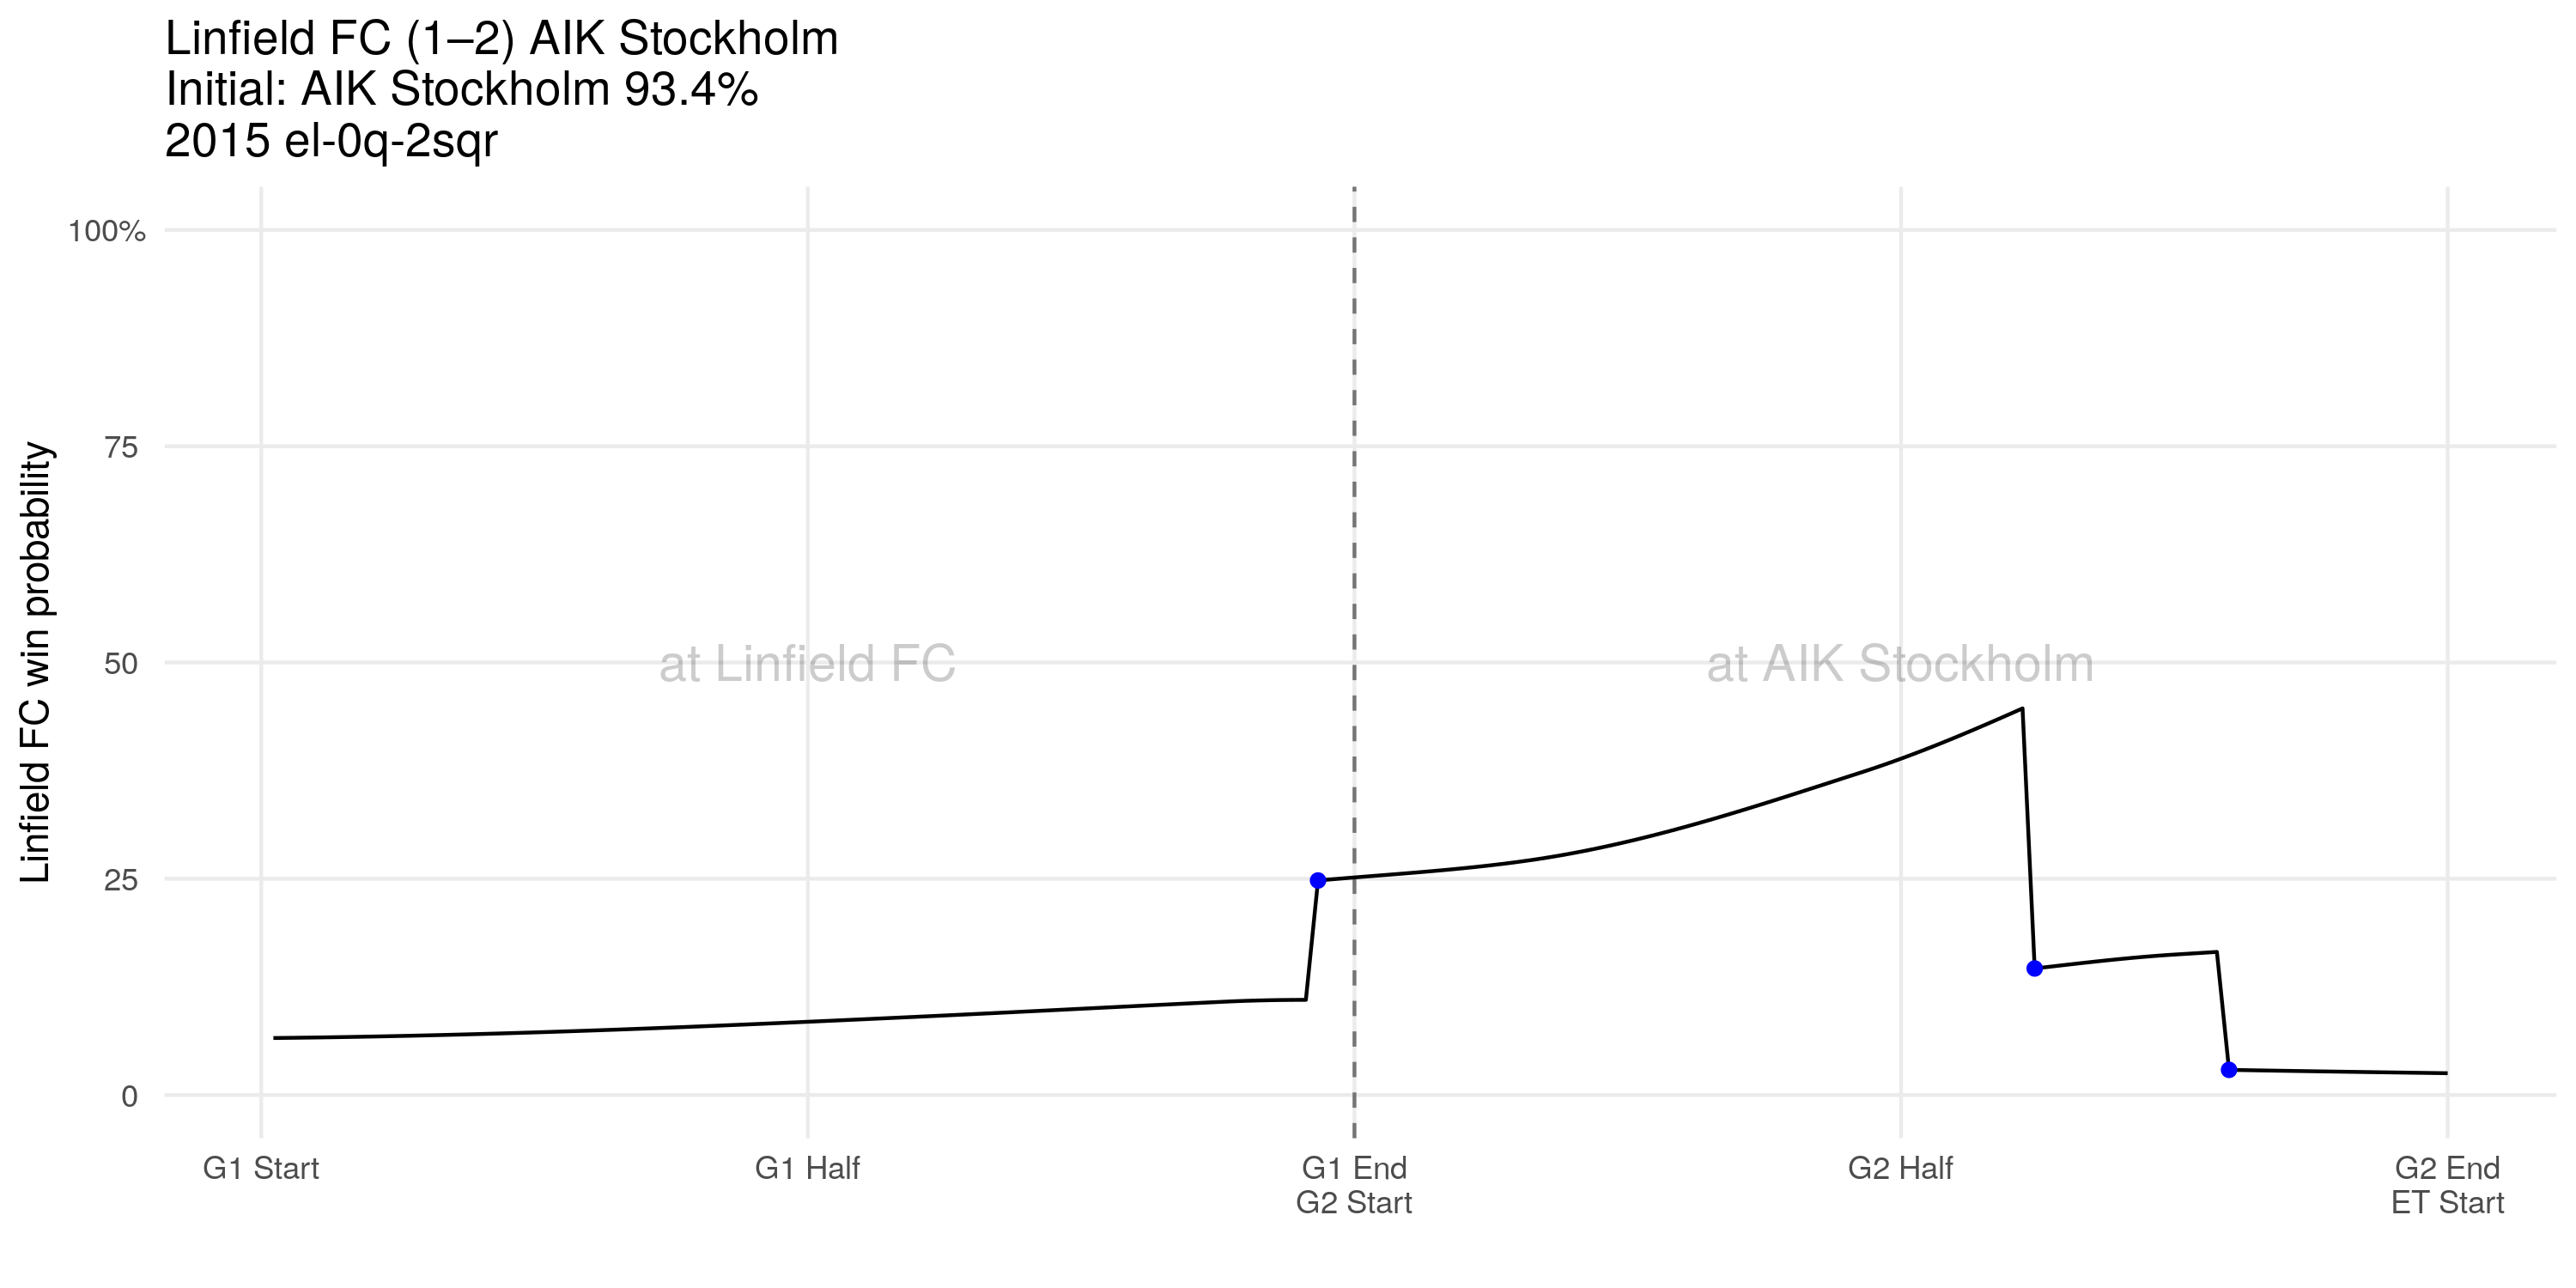 Linfield FC (1–2) AIK Stockholm
Initial: AIK Stockholm 93.4%
2015 el-0q-2sqr
Linfield FC win probability
100%
75
50
25
0
at Linfield FC
at AIK Stockholm
G1 Start
G1 Half
G1 End
G2 Start
G2 Half
G2 End
ET Start